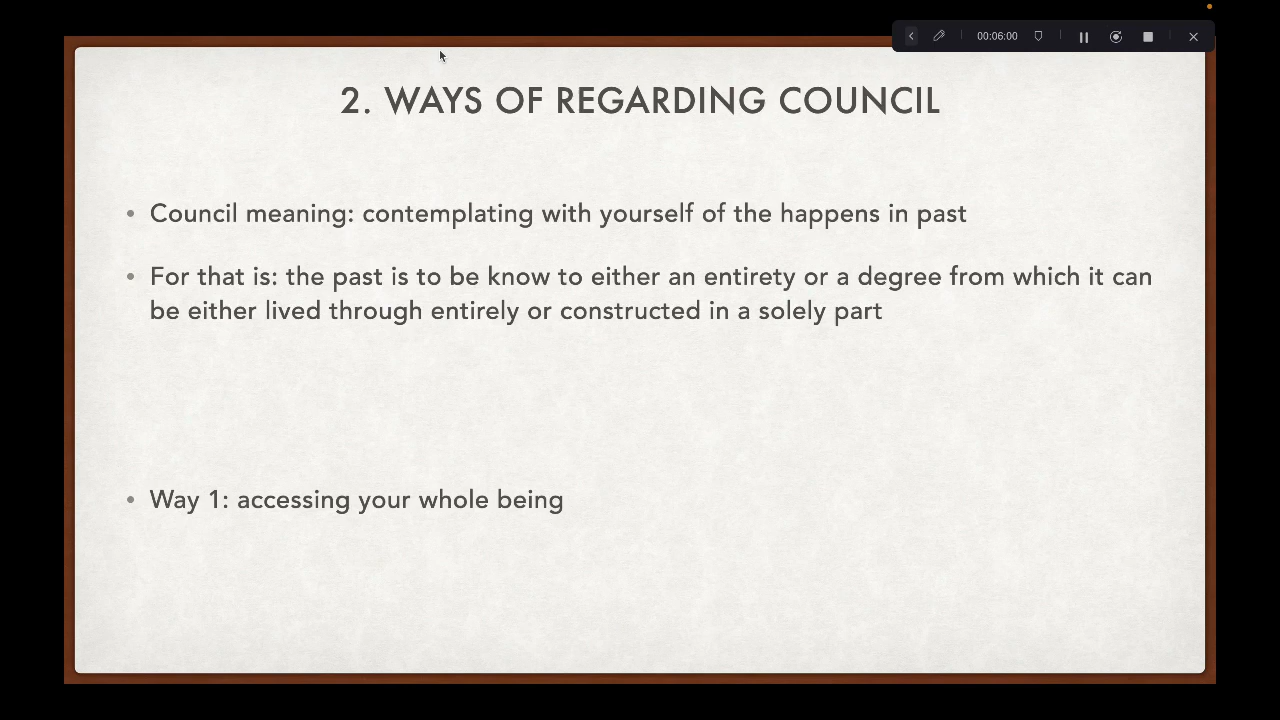 00:06:00
2. WAYS OF REGARDING COUNCIL
• Council meaning: contemplating with yourself of the happens in past
• For that is: the past is to be know to either an entirety or a degree from which it can
be either lived through entirely or constructed in a solely part
• Way 1: accessing your whole being